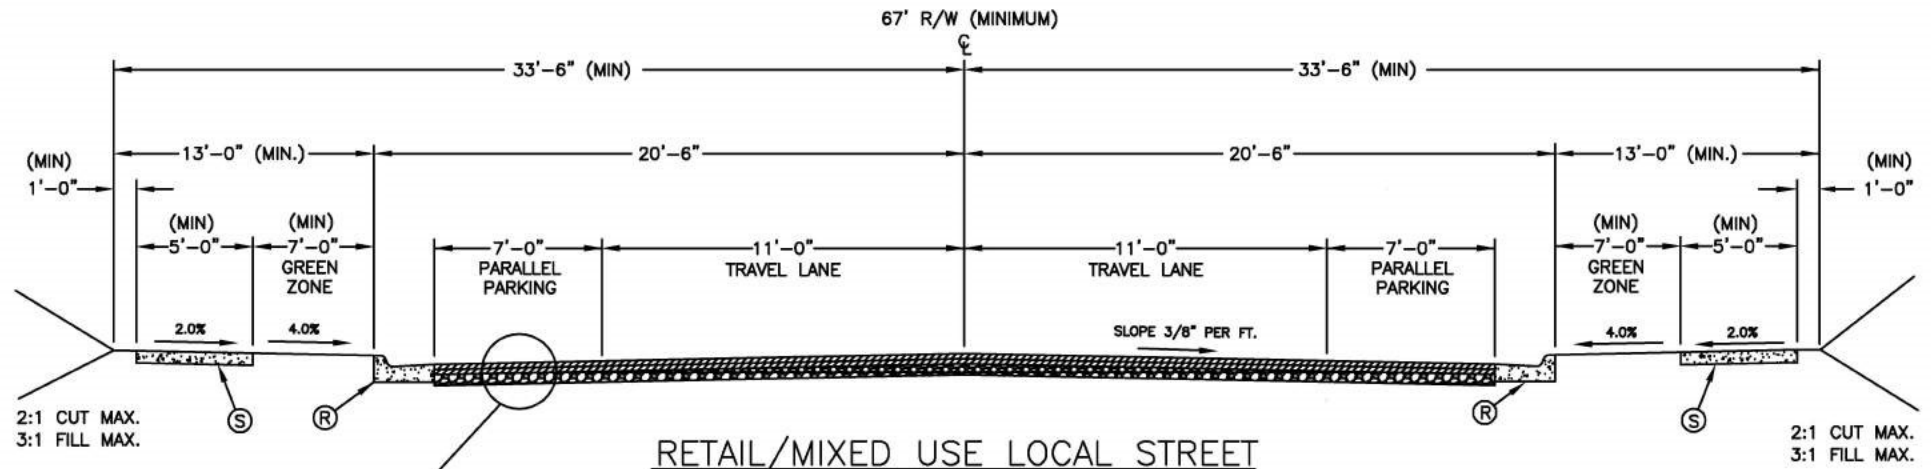 67' R/W (MINIMUM)
℄
33'-6" (MIN)
33'-6" (MIN)
(MIN)
1'-0"
13'-0" (MIN.)
20'-6"
20'-6"
13'-0" (MIN.)
(MIN)
1'-0"
(MIN)
5'-0"
(MIN)
7'-0"
GREEN
ZONE
7'-0"
PARALLEL
PARKING
11'-0"
TRAVEL LANE
11'-0"
TRAVEL LANE
7'-0"
PARALLEL
PARKING
(MIN)
7'-0"
GREEN
ZONE
(MIN)
5'-0"
2.0%
4.0%
SLOPE 3/8" PER FT.
4.0%
2.0%
2:1 CUT MAX.
3:1 FILL MAX.
S
R
R
S
2:1 CUT MAX.
3:1 FILL MAX.
RETAIL/MIXED USE LOCAL STREET